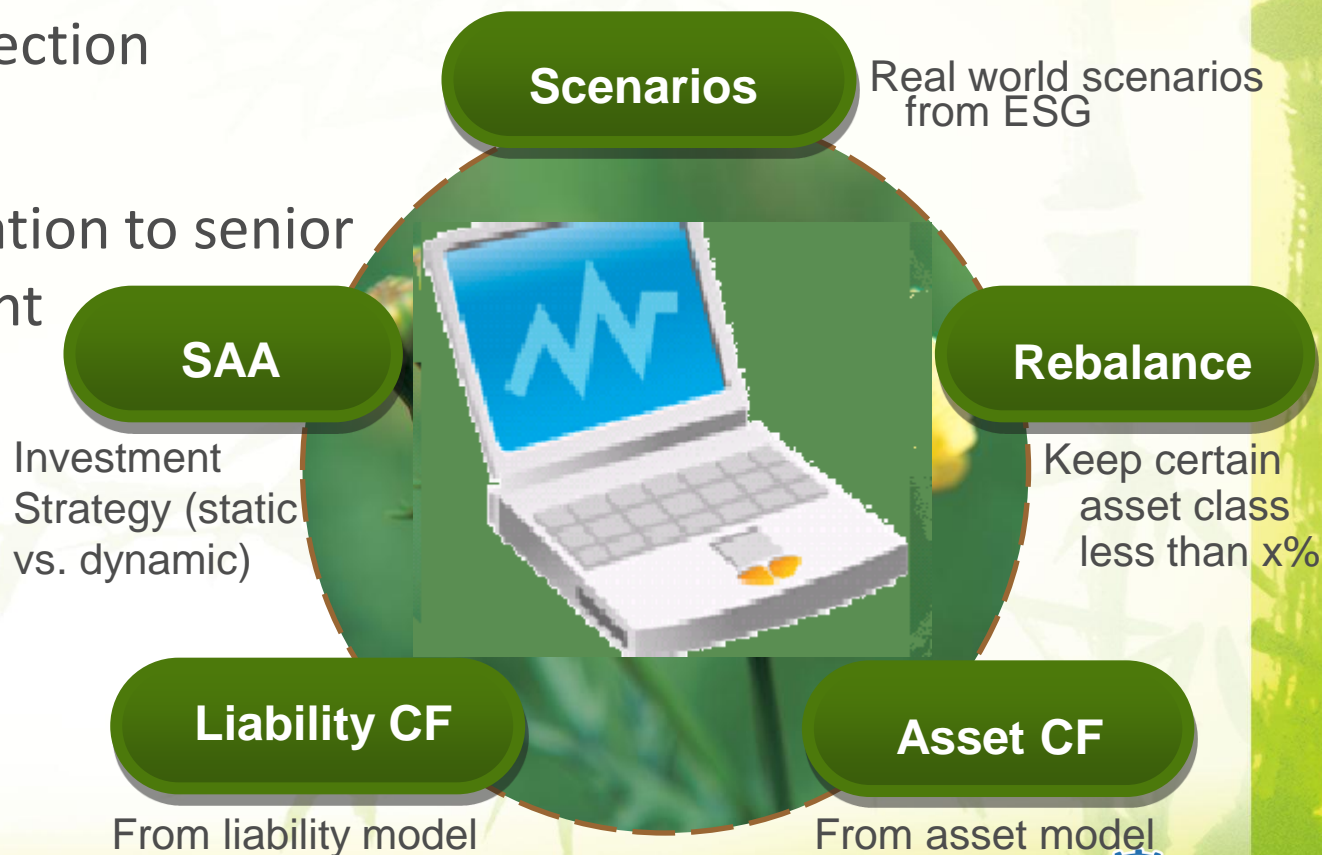 ection
ation to senior
nt
Scenarios
Real world scenarios
from ESG
SAA
Investment
Strategy (static
vs. dynamic)
Rebalance
Keep certain
asset class
less than x%
Liability CF
From liability model
Asset CF
From asset model